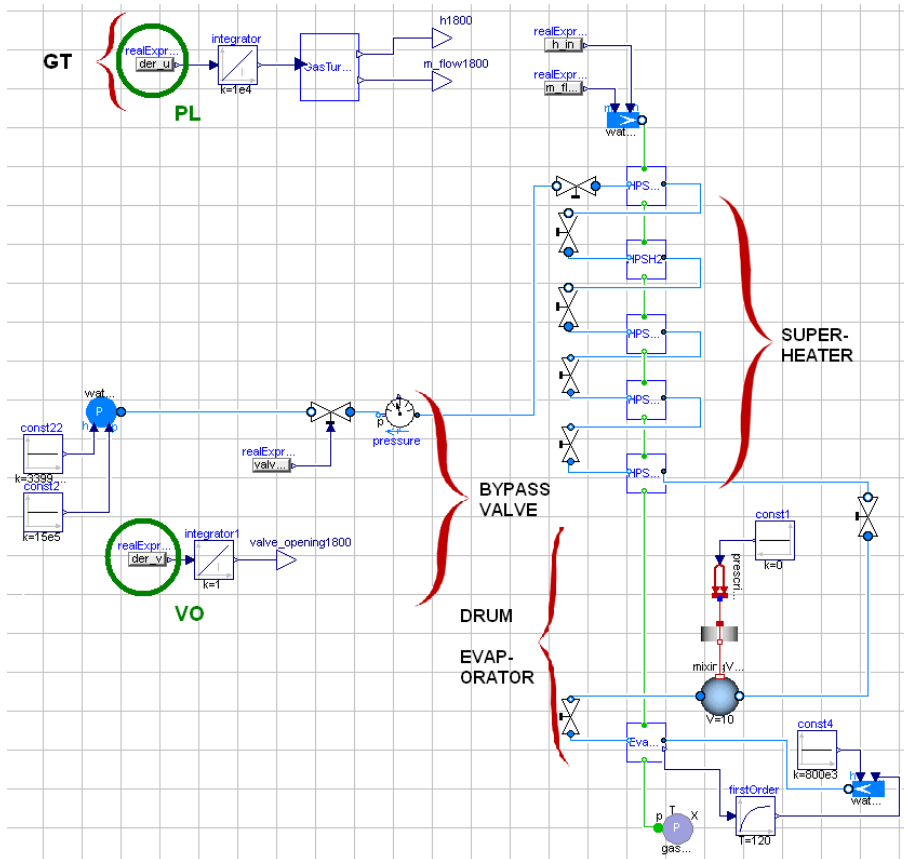 GT
realExpr...
der_u
PL
integrator
k=1e4
GasTur...
h1800
m_flow1800
realExpr...
h_in
realExpr...
m_fl...
wat...
HPS...
HPSH2
HPS...
HPS...
HPS...
SUPER-
HEATER
wat...
P
h
p
const22
k=3399...
const2
k=15e5
realExpr...
valv...
p
pressure
BYPASS
VALVE
realExpr...
der_v
VO
integrator1
k=1
valve_opening1800
DRUM
EVAP-
ORATOR
const1
k=0
prescri...
mixingV...
V=10
Eva...
const4
k=800e3
h
wat...
firstOrder
T=120
p
T
X
P
gas...